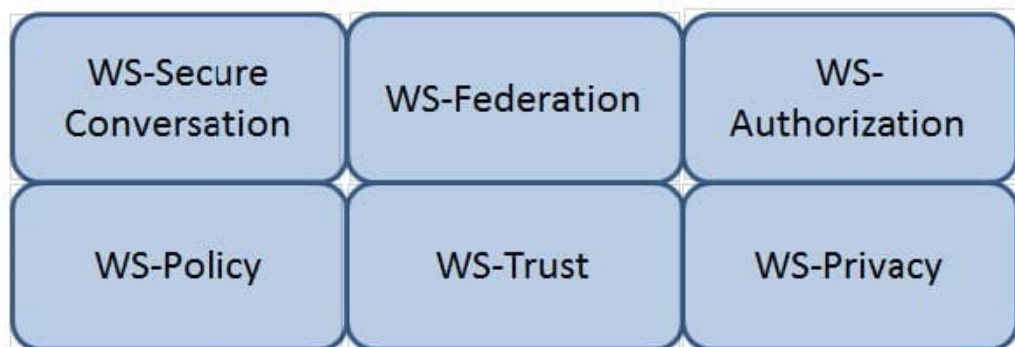 WS-Secure
Conversation
WS-Federation
WS-
Authorization
WS-Policy
WS-Trust
WS-Privacy